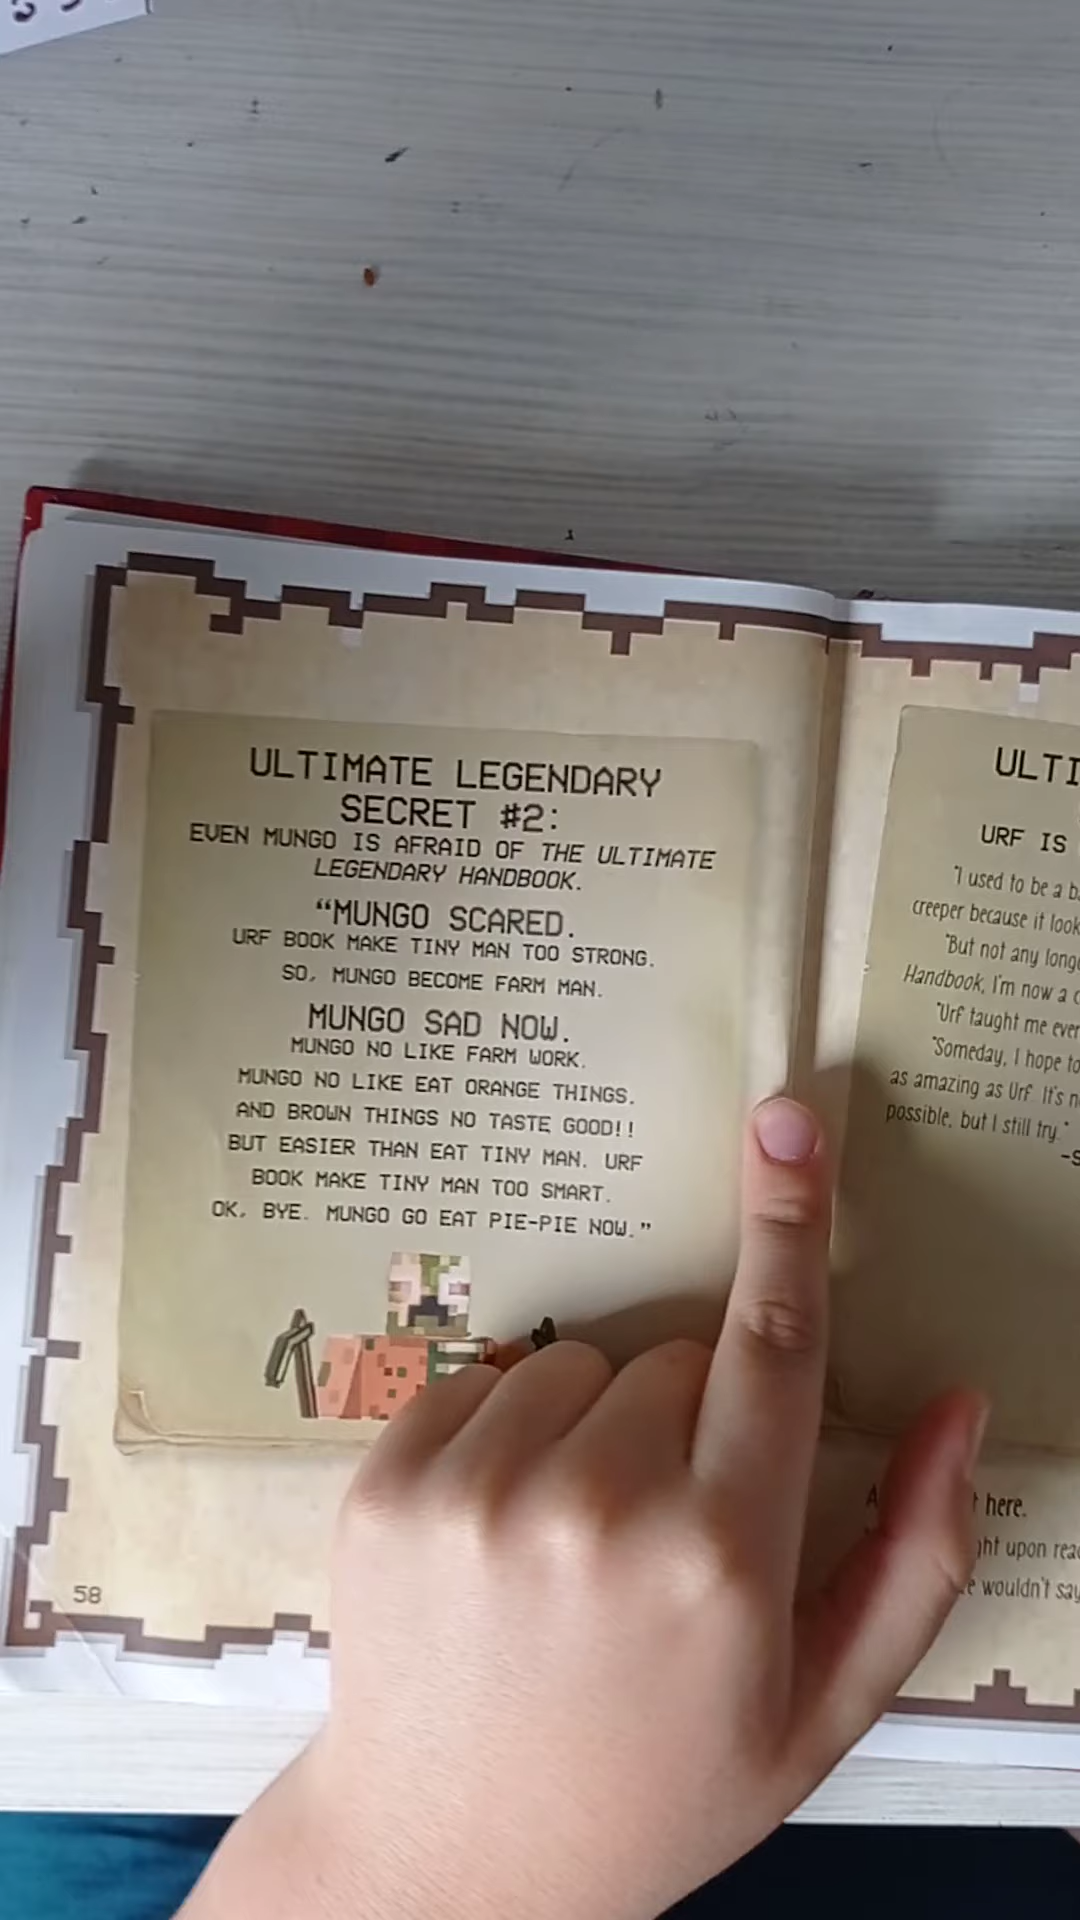 ULTIMATE LEGENDARY
SECRET #2:
EVEN MUNGO IS AFRAID OF THE ULTIMATE
LEGENDARY HANDBOOK.
“MUNGO SCARED.
URF BOOK MAKE TINY MAN TOO STRONG.
SO, MUNGO BECOME FARM MAN.
MUNGO SAD NOW.
MUNGO NO LIKE FARM WORK.
MUNGO NO LIKE EAT ORANGE THINGS.
AND BROWN THINGS NO TASTE GOOD!!
BUT EASIER THAN EAT TINY MAN. URF
BOOK MAKE TINY MAN TOO SMART.
OK, BYE. MUNGO GO EAT PIE-PIE NOW.”
58
URF IS
"I used to be a
creeper because it
"But not any
Handbook, I'm now a
"Urf taught me
"Someday, I hope
as amazing as Urf. It's
possible, but I still try."
here.
upon
wouldn't say